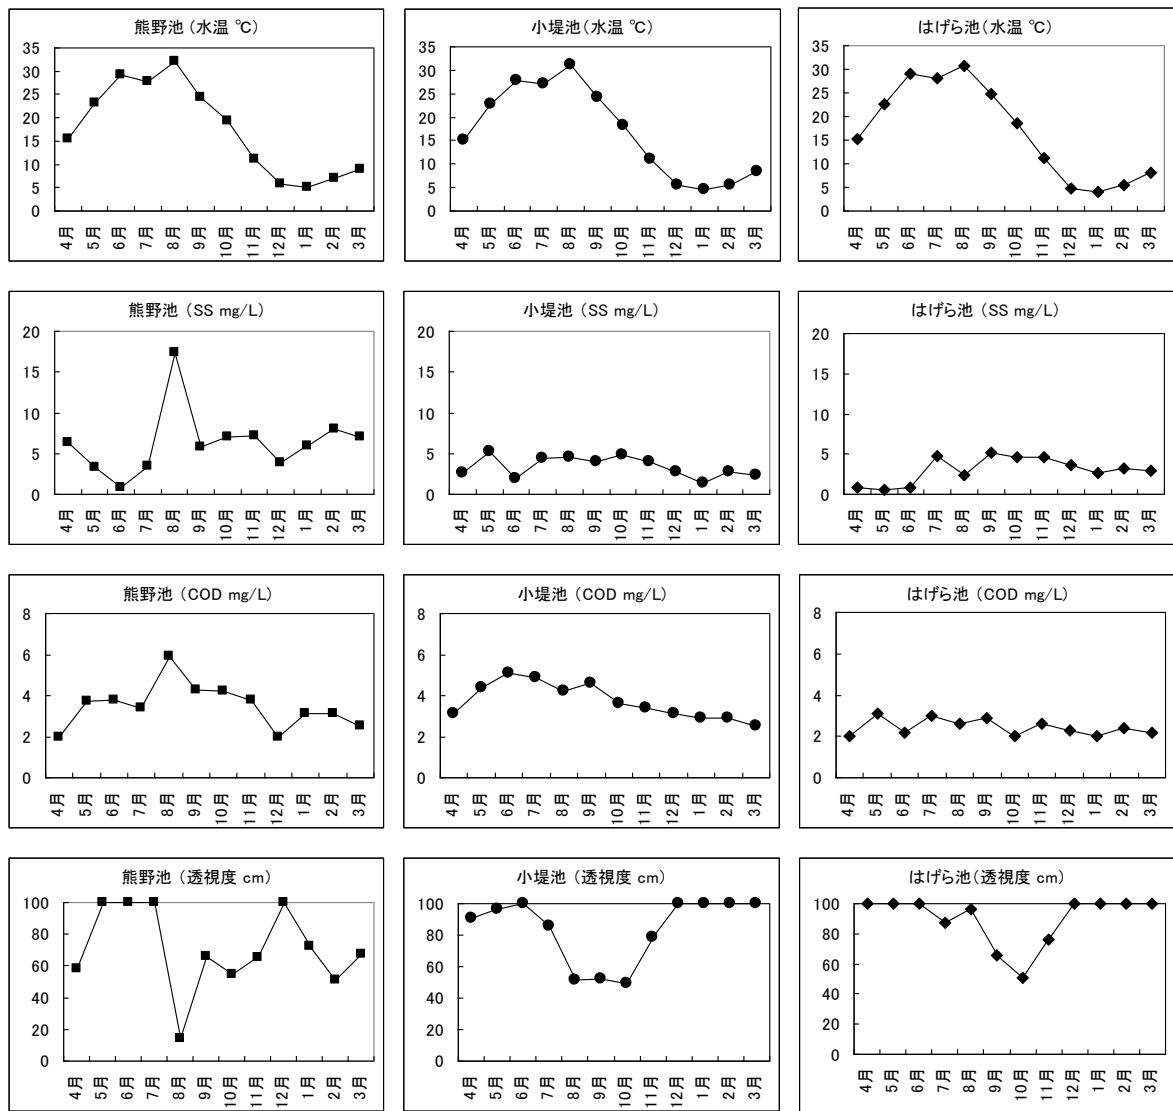 熊野池 (水温 ℃)
35
30
25
20
15
10
5
0
4月
5月
6月
7月
8月
9月
10月
11月
12月
1月
2月
3月
小堤池(水温 ℃)
35
30
25
20
15
10
5
0
4月
5月
6月
7月
8月
9月
10月
11月
12月
1月
2月
3月
はげら池 (水温 ℃)
35
30
25
20
15
10
5
0
4月
5月
6月
7月
8月
9月
10月
11月
12月
1月
2月
3月
熊野池 (SS mg/L)
20
15
10
5
0
4月
5月
6月
7月
8月
9月
10月
11月
12月
1月
2月
3月
小堤池 (SS mg/L)
20
15
10
5
0
4月
5月
6月
7月
8月
9月
10月
11月
12月
1月
2月
3月
はげら池 (SS mg/L)
20
15
10
5
0
4月
5月
6月
7月
8月
9月
10月
11月
12月
1月
2月
3月
熊野池 (COD mg/L)
8
6
4
2
0
4月
5月
6月
7月
8月
9月
10月
11月
12月
1月
2月
3月
小堤池 (COD mg/L)
8
6
4
2
0
4月
5月
6月
7月
8月
9月
10月
11月
12月
1月
2月
3月
はげら池 (COD mg/L)
8
6
4
2
0
4月
5月
6月
7月
8月
9月
10月
11月
12月
1月
2月
3月
熊野池 (透視度 cm)
100
80
60
40
20
0
4月
5月
6月
7月
8月
9月
10月
11月
12月
1月
2月
3月
小堤池 (透視度 cm)
100
80
60
40
20
0
4月
5月
6月
7月
8月
9月
10月
11月
12月
1月
2月
3月
はげら池(透視度 cm)
100
80
60
40
20
0
4月
5月
6月
7月
8月
9月
10月
11月
12月
1月
2月
3月